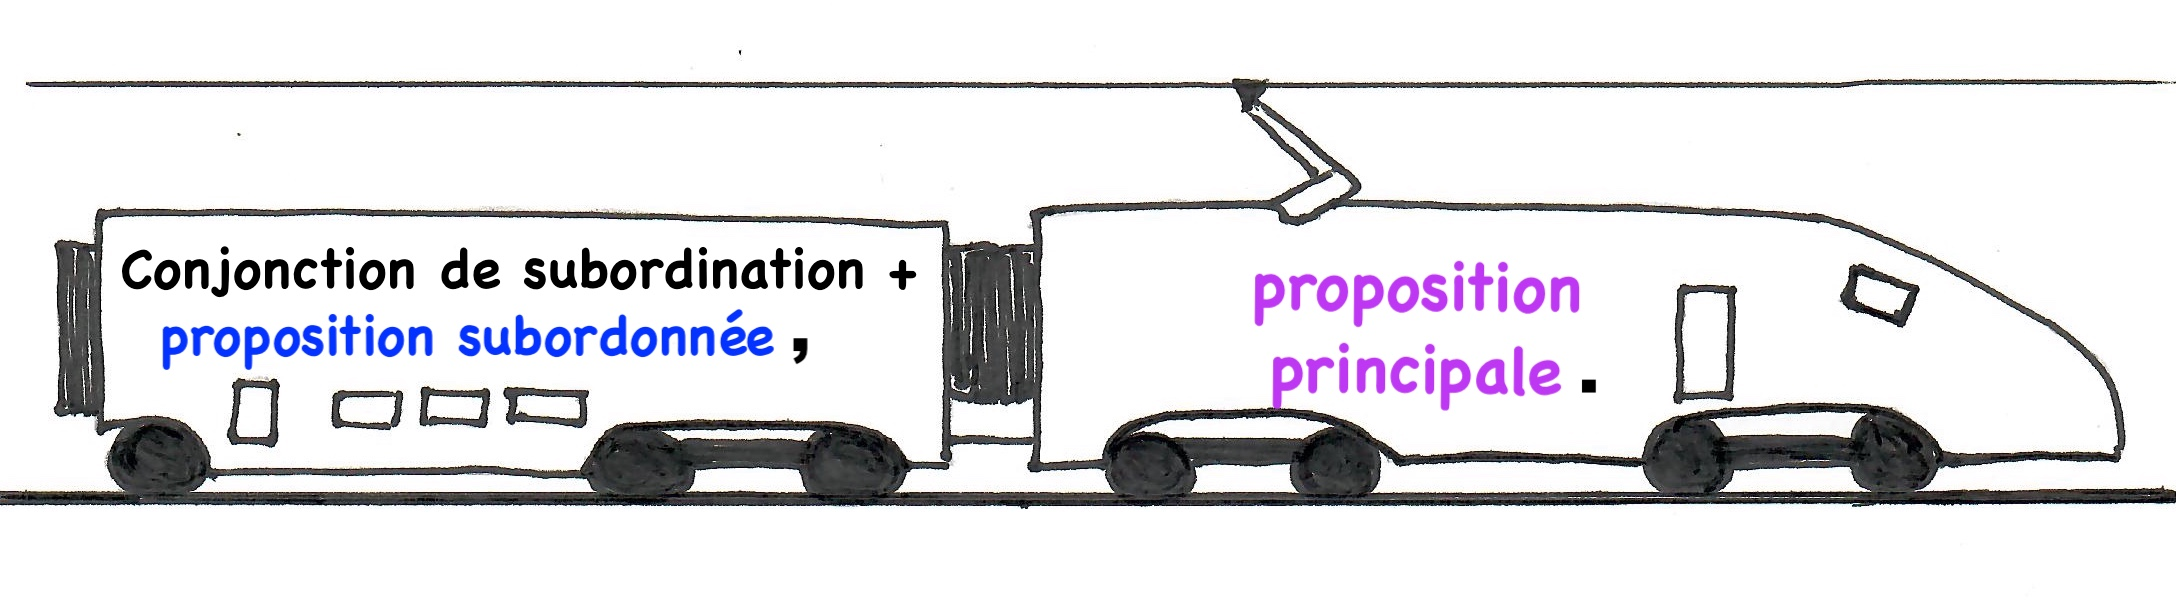 Conjonction de subordination +
proposition subordonnée ,
proposition
principale .